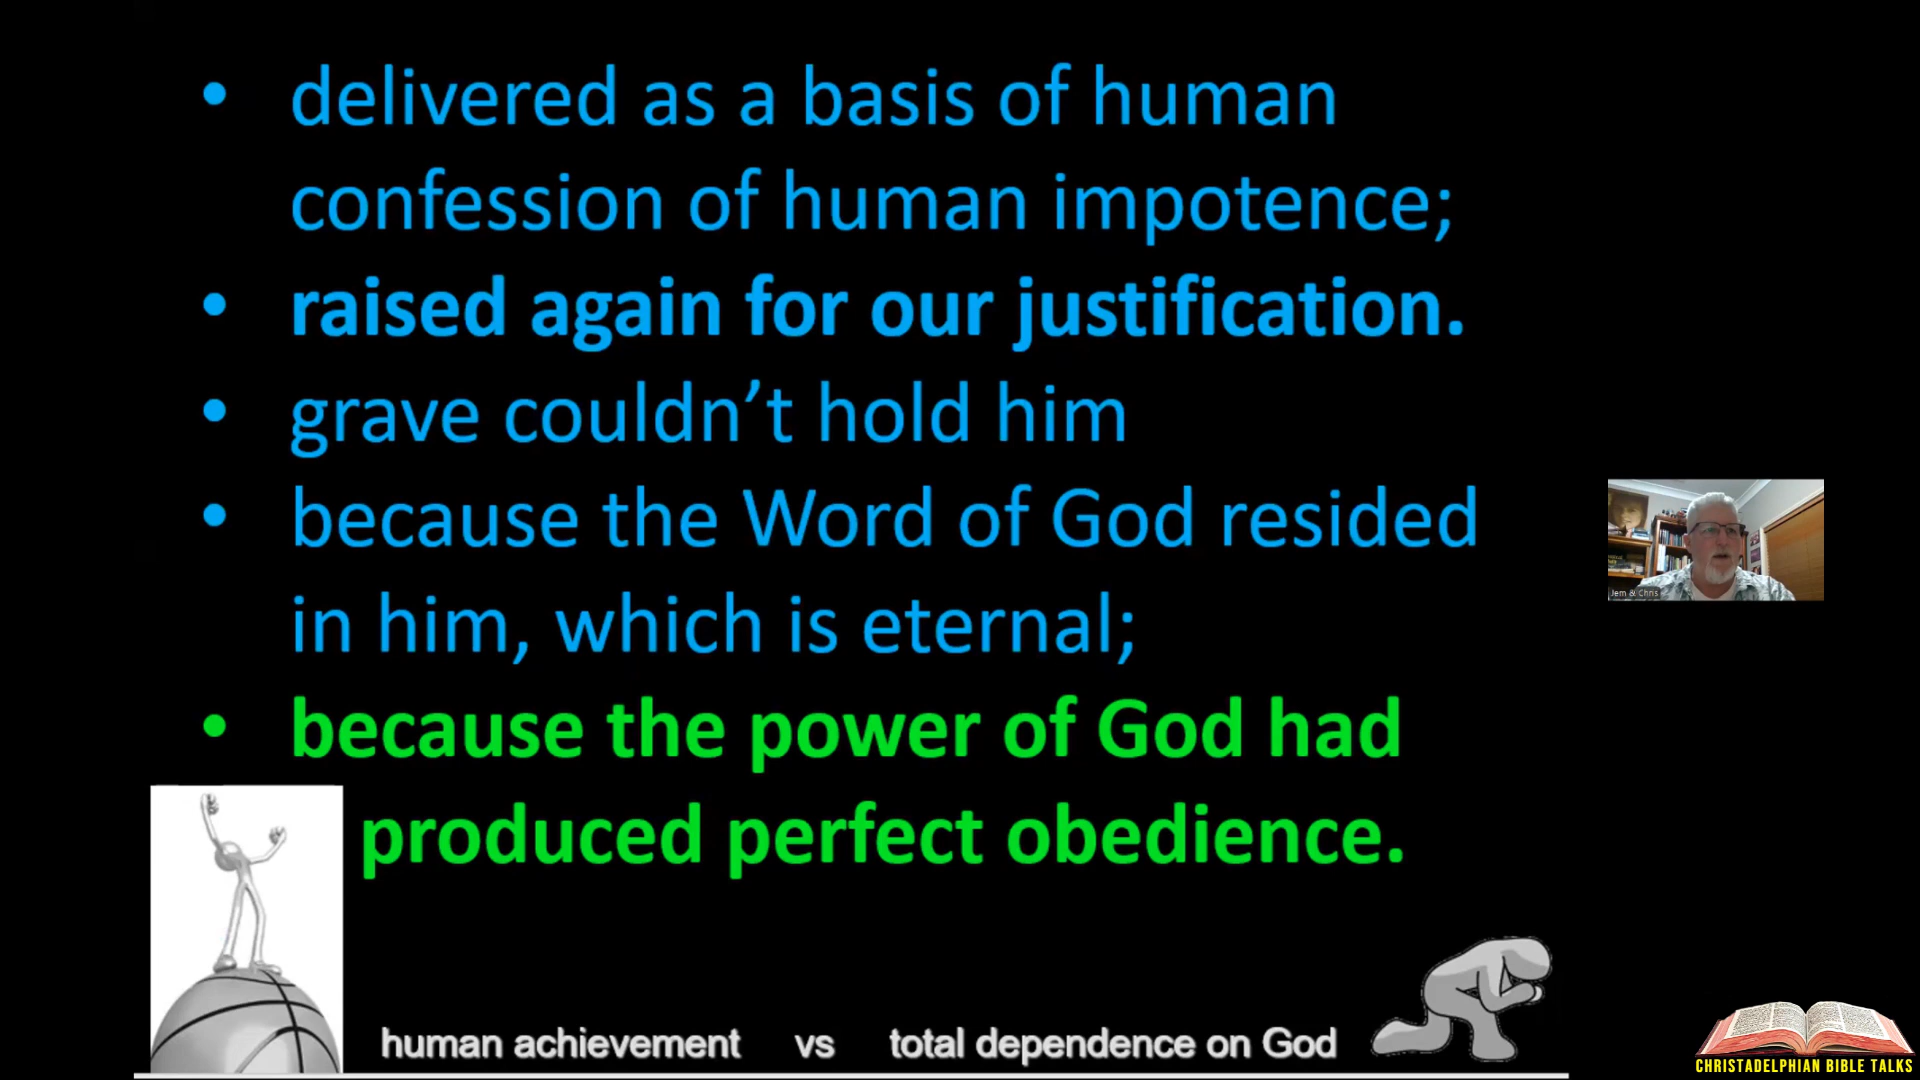 • delivered as a basis of human
confession of human impotence;
• raised again for our justification.
• grave couldn’t hold him
• because the Word of God resided
in him, which is eternal;
• because the power of God had
produced perfect obedience.
Jem & Chris
human achievement vs total dependence on God
CHRISTADELPHIAN BIBLE TALKS